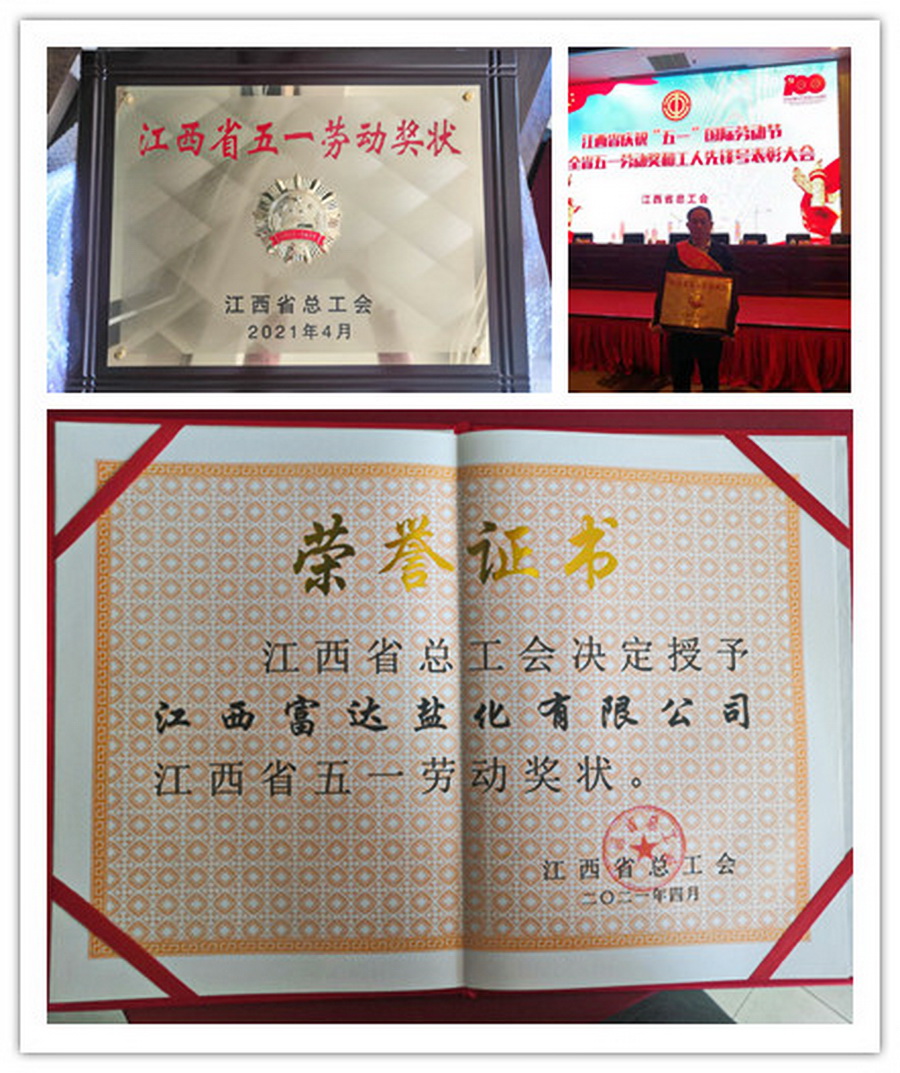 江西省五一劳动奖状
江西省总工会
2021年4月
100
江西省庆祝“五一”国际劳动节
全省五一劳动奖和工人先锋号表彰大会
江西省总工会
荣誉证书
江西省总工会决定授予
江西富达盐化有限公司
江西省五一劳动奖状。
江西省总工会
二〇二一年四月